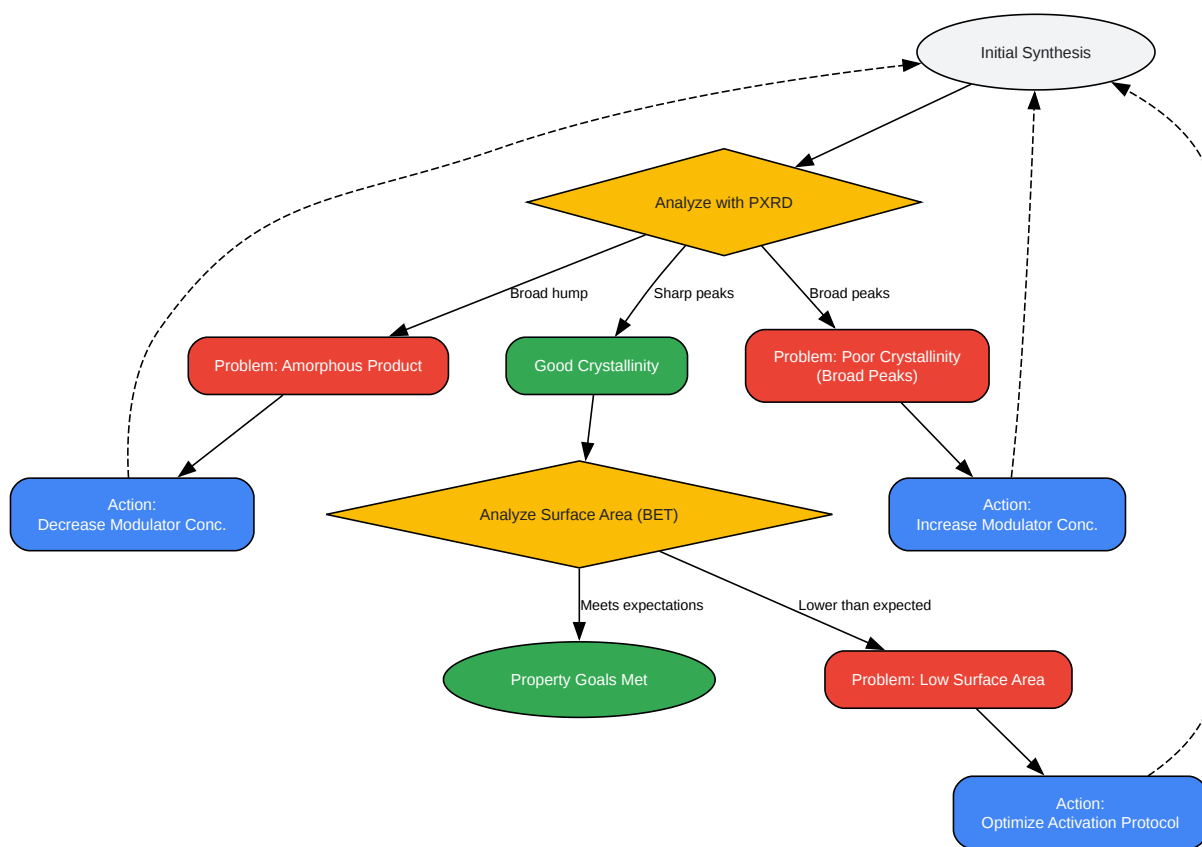 Initial Synthesis
Analyze with PXRD
Broad hump
Sharp peaks
Broad peaks
Problem: Amorphous Product
Good Crystallinity
Problem: Poor Crystallinity
(Broad Peaks)
Action:
Decrease Modulator Conc.
Analyze Surface Area (BET)
Action:
Increase Modulator Conc.
Meets expectations
Lower than expected
Property Goals Met
Problem: Low Surface Area
Action:
Optimize Activation Protocol